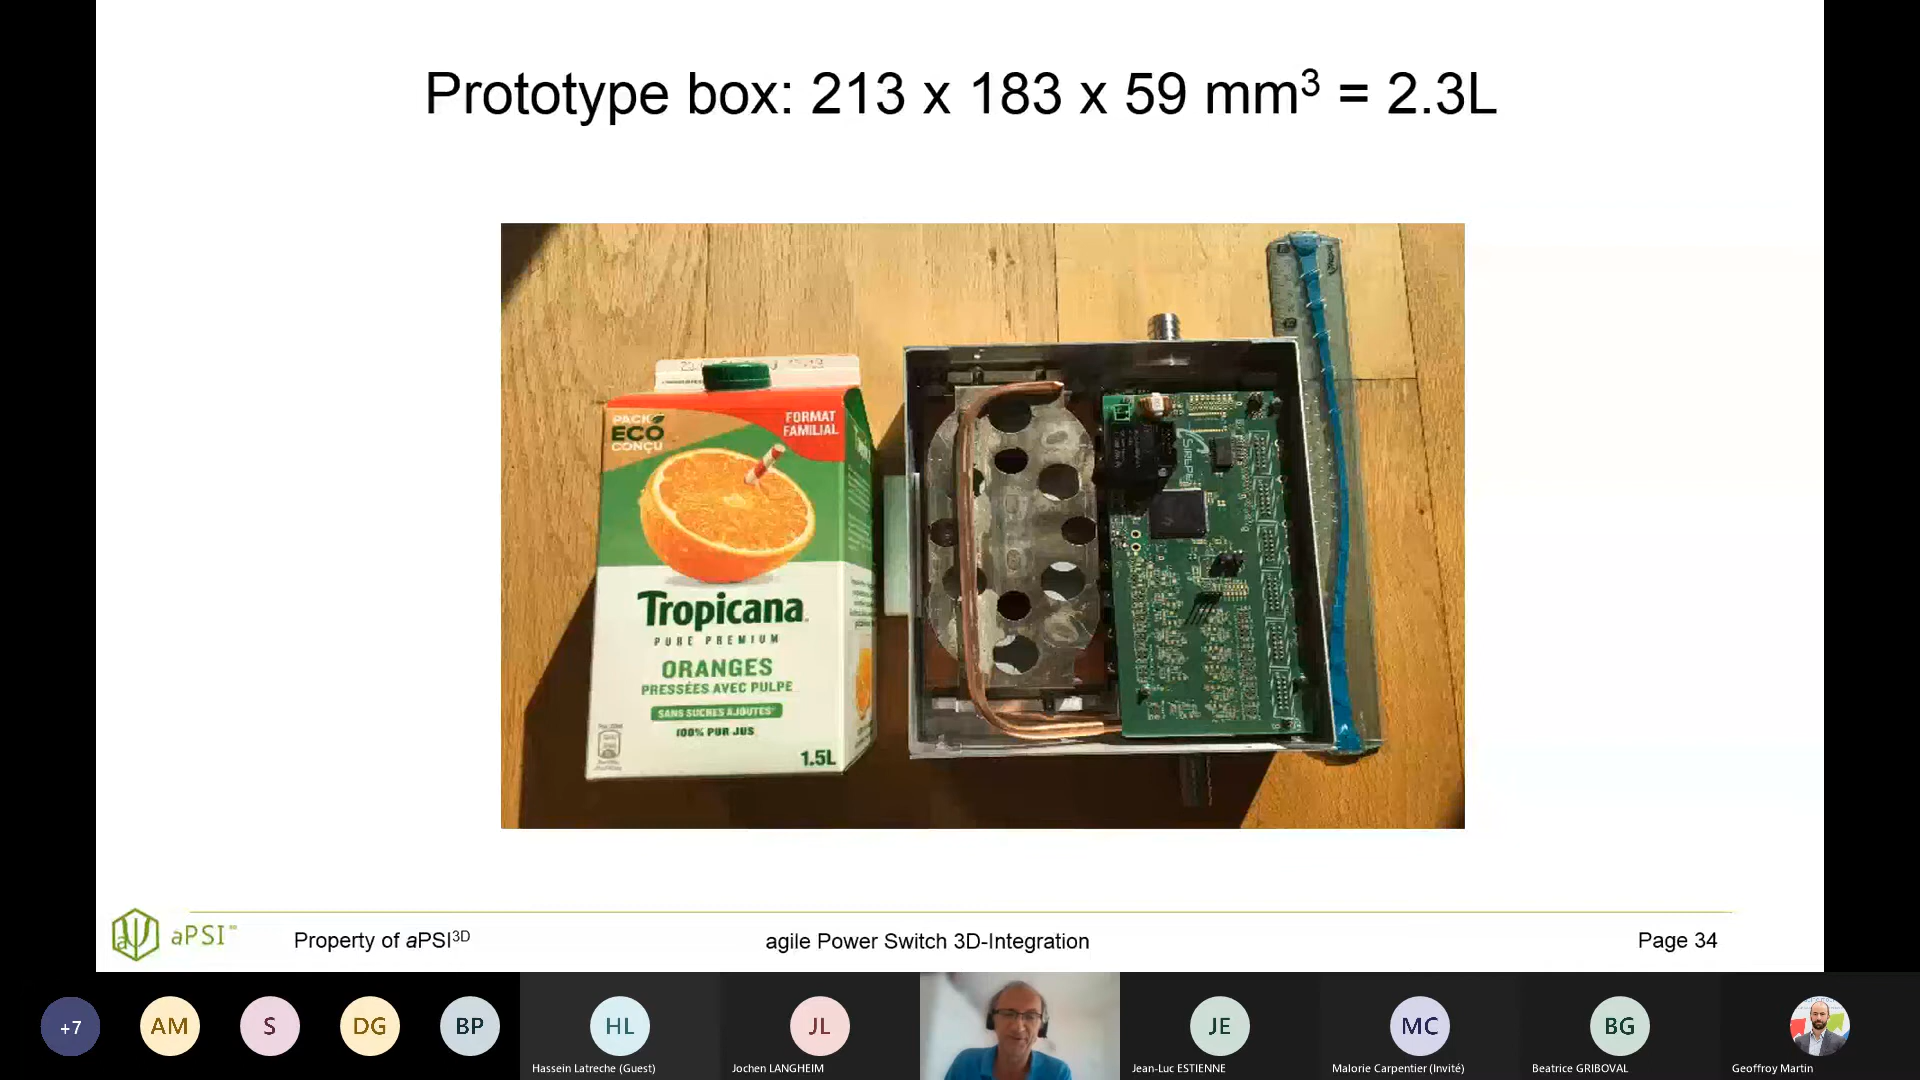 Prototype box: 213 x 183 x 59 mm³ = 2.3L
PACK
ECO
CONÇU
FORMAT
FAMILIAL
Tropicana
PURE PREMIUM
ORANGES
PRESSÉES AVEC PULPE
SANS SUCRES AJOUTÉS*
100% PUR JUS
1.5L
aPSI
Property of aPSI3D
agile Power Switch 3D-Integration
Page 34
+7
AM
S
DG
BP
HL
JL
JE
MC
BG
Hassein Latreche (Guest)
Jochen LANGHEIM
Jean-Luc ESTIENNE
Malorie Carpentier (Invité)
Beatrice GRIBOVAL
Geoffroy Martin